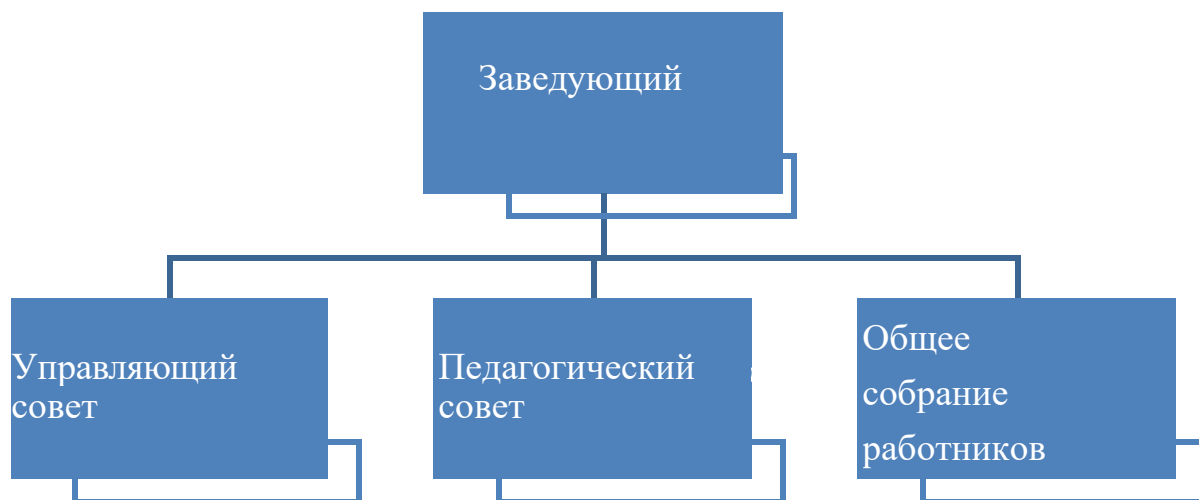 Заведующий
Управляющий
совет
Педагогический
совет
Общее
собрание
работников